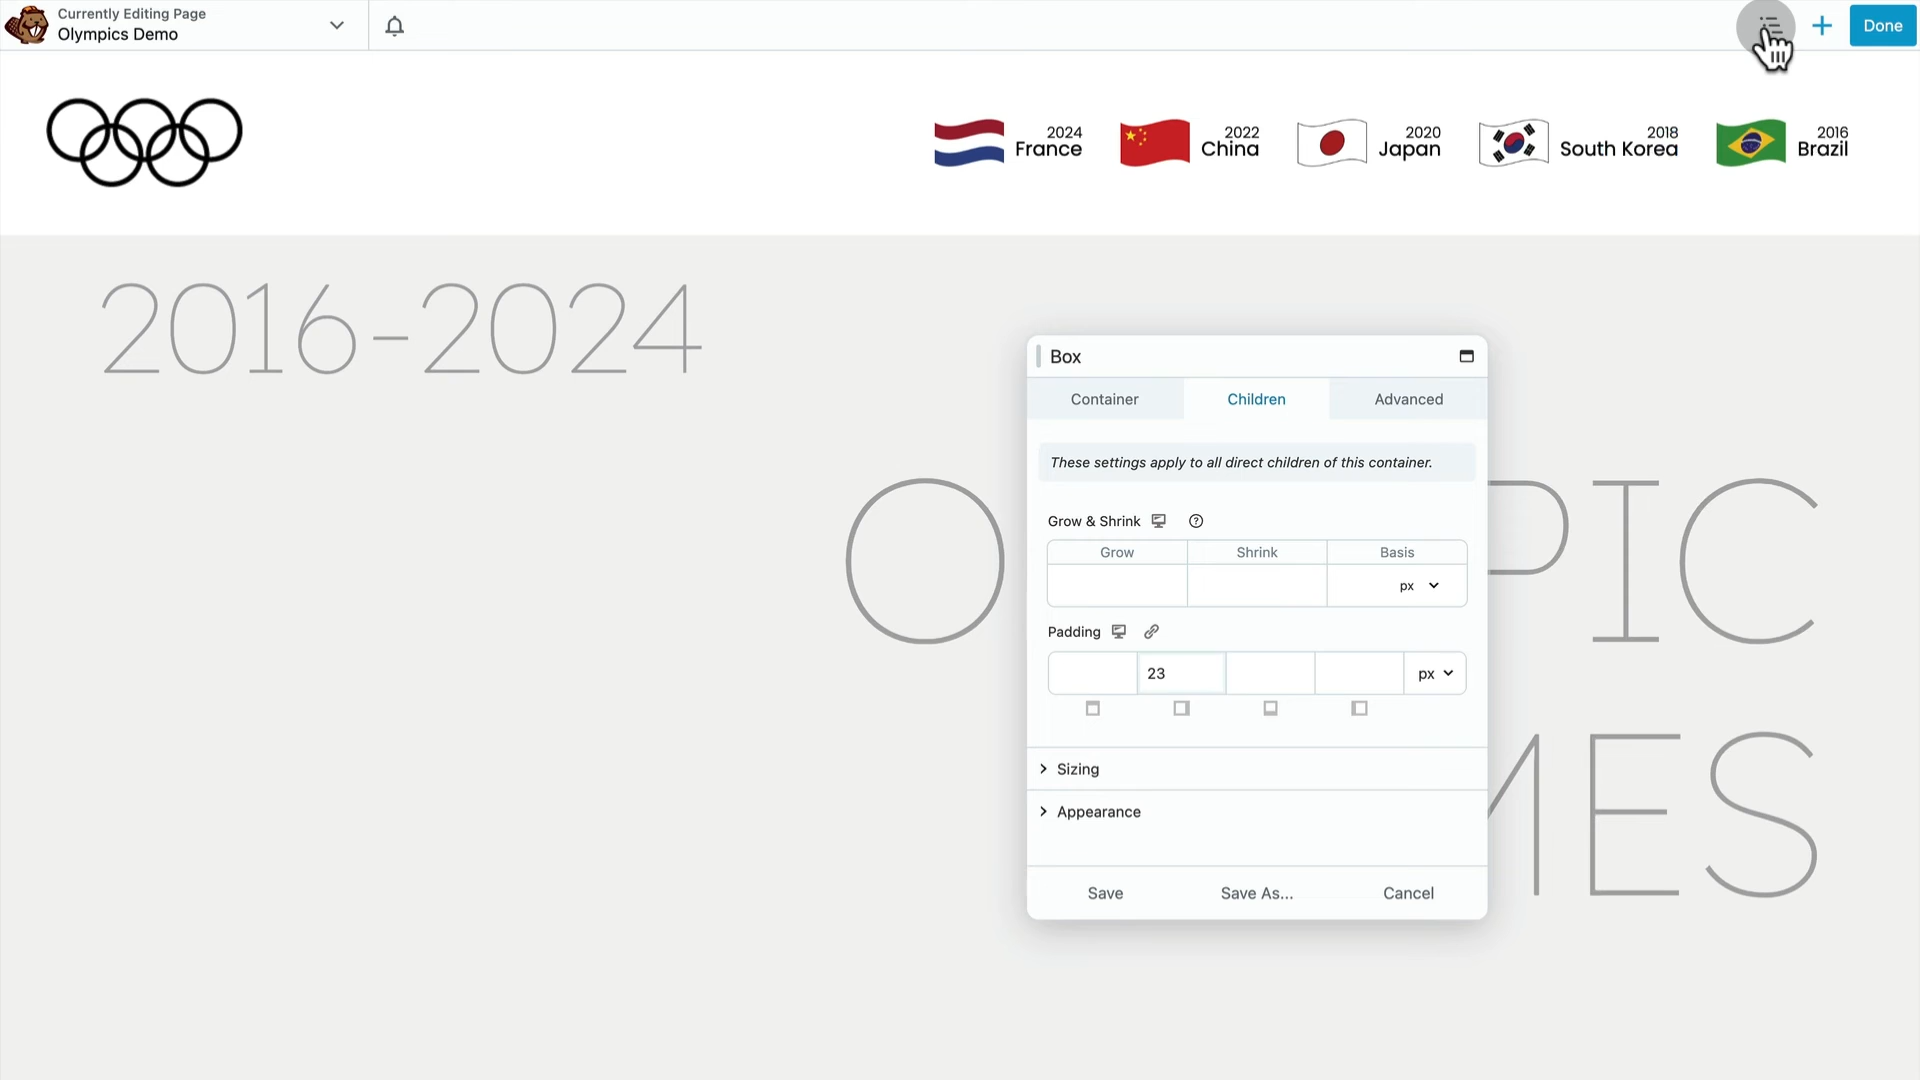 Currently Editing Page
Olympics Demo
Done
2024
France
2022
China
2020
Japan
2018
South Korea
2016
Brazil
2016-2024
O PIC
MES
Box
Container Children Advanced
These settings apply to all direct children of this container.
Grow & Shrink
Grow Shrink Basis
px
Padding
23 px
Sizing
Appearance
Save Save As... Cancel